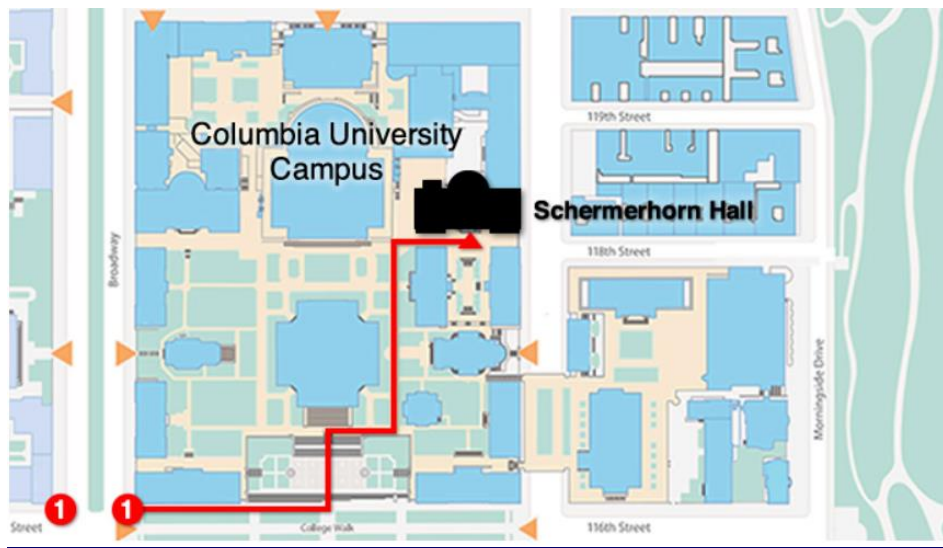 119th Street
Columbia University
Campus
Schermerhorn Hall
118th Street
Broadway
Morningside Drive
1
1
Street
College Walk
116th Street